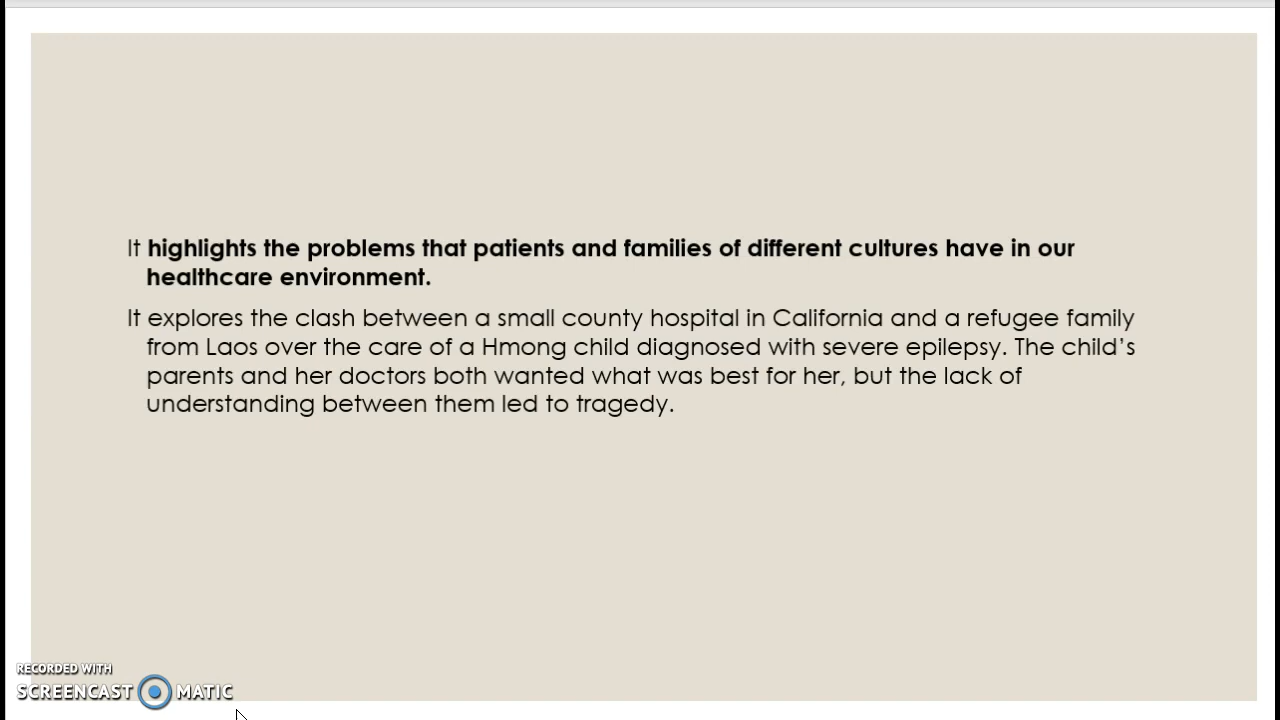 It highlights the problems that patients and families of different cultures have in our
healthcare environment.
It explores the clash between a small county hospital in California and a refugee family
from Laos over the care of a Hmong child diagnosed with severe epilepsy. The child’s
parents and her doctors both wanted what was best for her, but the lack of
understanding between them led to tragedy.
RECORDED WITH
SCREENCAST MATIC